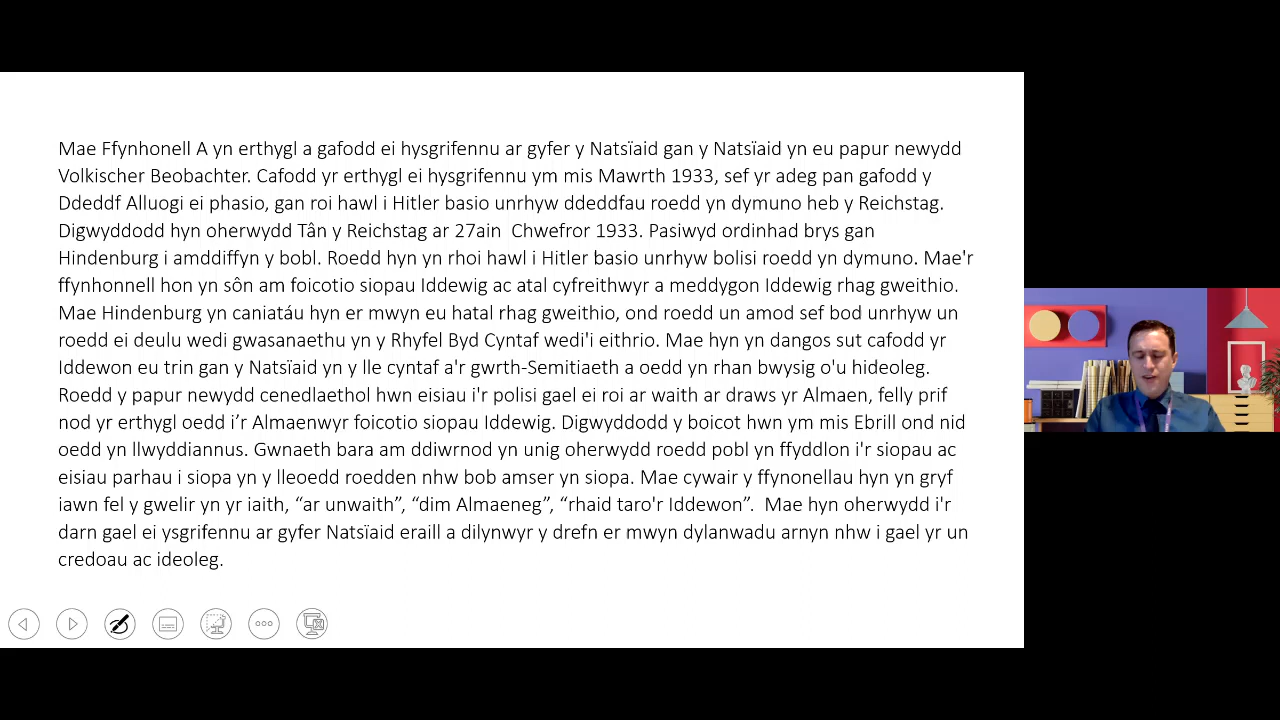 Mae Ffynhonell A yn erthygl a gafodd ei hysgrifennu ar gyfer y Natsïaid gan y Natsïaid yn eu papur newydd
Volkischer Beobachter. Cafodd yr erthygl ei hysgrifennu ym mis Mawrth 1933, sef yr adeg pan gafodd y
Ddeddf Alluogi ei phasio, gan roi hawl i Hitler basio unrhyw ddeddfau roedd yn dymuno heb y Reichstag.
Digwyddodd hyn oherwydd Tân y Reichstag ar 27ain  Chwefror 1933. Pasiwyd ordinhad brys gan
Hindenburg i amddiffyn y bobl. Roedd hyn yn rhoi hawl i Hitler basio unrhyw bolisi roedd yn dymuno. Mae'r
ffynhonnell hon yn sôn am foicotio siopau Iddewig ac atal cyfreithwyr a meddygon Iddewig rhag gweithio.
Mae Hindenburg yn caniatáu hyn er mwyn eu hatal rhag gweithio, ond roedd un amod sef bod unrhyw un
roedd ei deulu wedi gwasanaethu yn y Rhyfel Byd Cyntaf wedi'i eithrio. Mae hyn yn dangos sut cafodd yr
Iddewon eu trin gan y Natsïaid yn y lle cyntaf a'r gwrth-Semitiaeth a oedd yn rhan bwysig o'u hideoleg.
Roedd y papur newydd cenedlaethol hwn eisiau i'r polisi gael ei roi ar waith ar draws yr Almaen, felly prif
nod yr erthygl oedd i’r Almaenwyr foicotio siopau Iddewig. Digwyddodd y boicot hwn ym mis Ebrill ond nid
oedd yn llwyddiannus. Gwnaeth bara am ddiwrnod yn unig oherwydd roedd pobl yn ffyddlon i'r siopau ac
eisiau parhau i siopa yn y lleoedd roedden nhw bob amser yn siopa. Mae cywair y ffynonellau hyn yn gryf
iawn fel y gwelir yn yr iaith, “ar unwaith”, “dim Almaeneg”, “rhaid taro'r Iddewon”.  Mae hyn oherwydd i'r
darn gael ei ysgrifennu ar gyfer Natsïaid eraill a dilynwyr y drefn er mwyn dylanwadu arnyn nhw i gael yr un
credoau ac ideoleg.